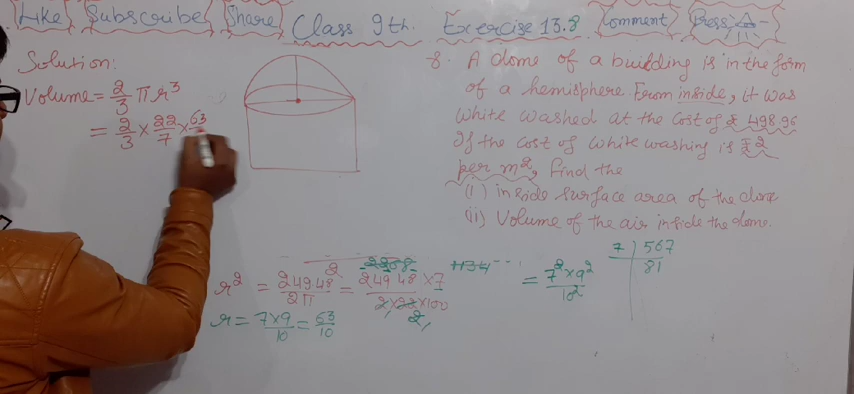 Like Subscribe Share Class 9th. Exercise 13.8 Comment Press
Solution:
Volume = 2/3 πr³
= 2/3 × 22/7 × 63
8. A dome of a building is in the form
of a hemisphere From inside, it was
white washed at the cost of ₹ 498.96
If the cost of white washing is ₹ 2
per m², find the
(i) inside surface area of the dome
(ii) Volume of the air inside the dome.
r² = 249.48/2π = 249 48 × 7 / 2 × 22 × 100
= 7² × 9² / 10²
7 | 567
81
r = 7×9/10 = 63/10